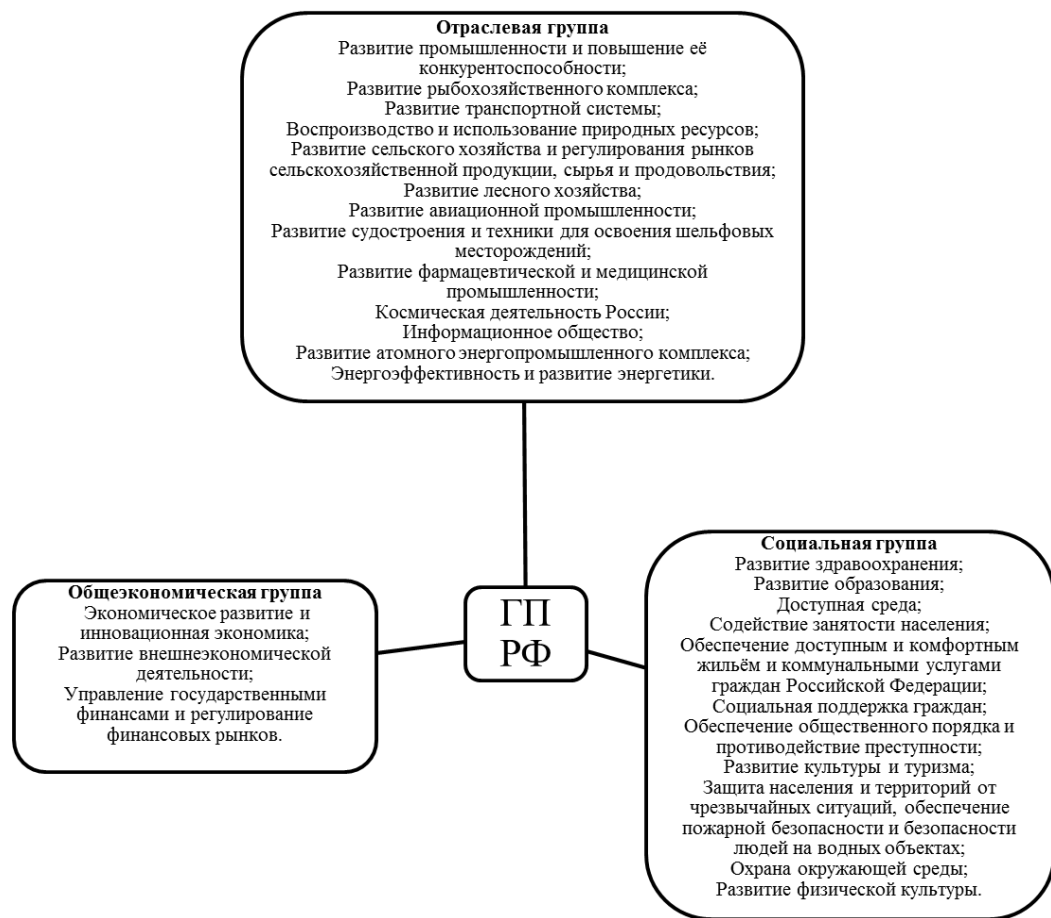 Отраслевая группа
Развитие промышленности и повышение её
конкурентоспособности;
Развитие рыбохозяйственного комплекса;
Развитие транспортной системы;
Воспроизводство и использование природных ресурсов;
Развитие сельского хозяйства и регулирования рынков
сельскохозяйственной продукции, сырья и продовольствия;
Развитие лесного хозяйства;
Развитие авиационной промышленности;
Развитие судостроения и техники для освоения шельфовых
месторождений;
Развитие фармацевтической и медицинской
промышленности;
Космическая деятельность России;
Информационное общество;
Развитие атомного энергопромышленного комплекса;
Энергоэффективность и развитие энергетики.
Общеэкономическая группа
Экономическое развитие и
инновационная экономика;
Развитие внешнеэкономической
деятельности;
Управление государственными
финансами и регулирование
финансовых рынков.
ГП
РФ
Социальная группа
Развитие здравоохранения;
Развитие образования;
Доступная среда;
Содействие занятости населения;
Обеспечение доступным и комфортным
жильём и коммунальными услугами
граждан Российской Федерации;
Социальная поддержка граждан;
Обеспечение общественного порядка и
противодействие преступности;
Развитие культуры и туризма;
Защита населения и территорий от
чрезвычайных ситуаций, обеспечение
пожарной безопасности и безопасности
людей на водных объектах;
Охрана окружающей среды;
Развитие физической культуры.